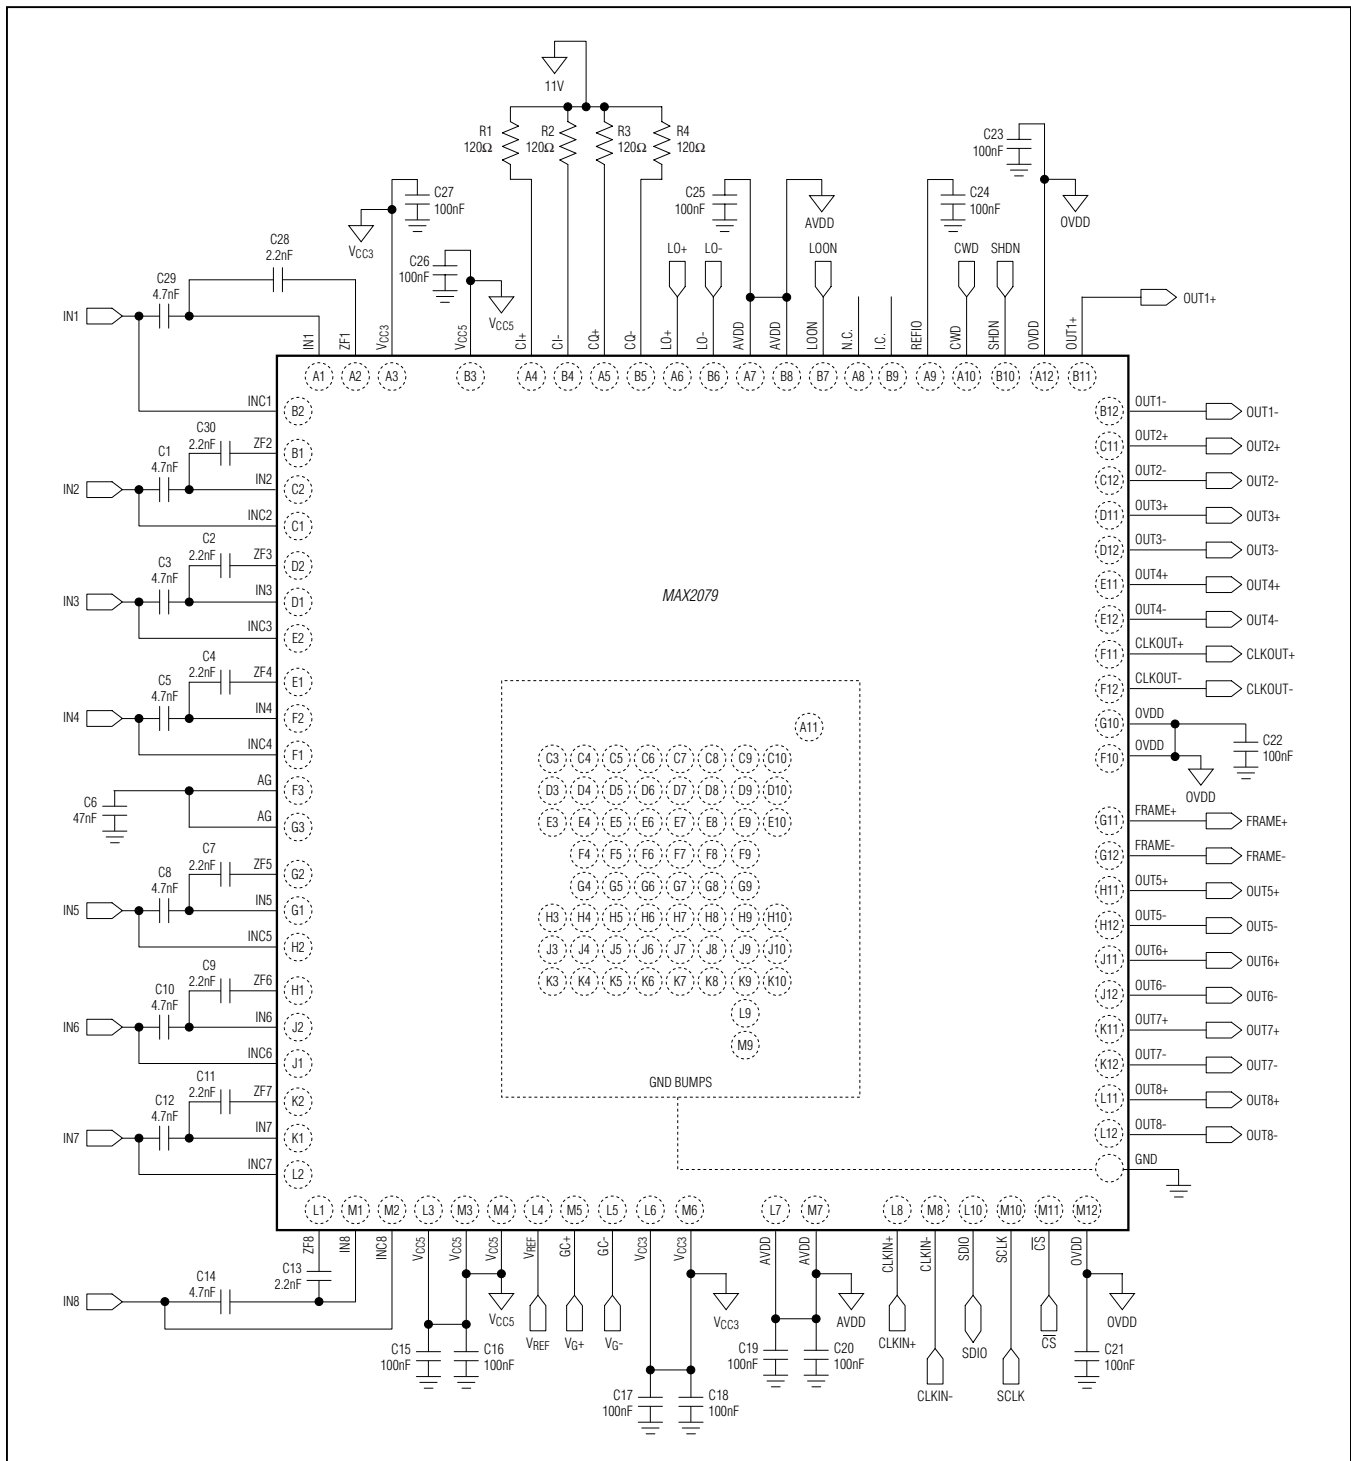 11V
R1
120Ω
R2
120Ω
R3
120Ω
R4
120Ω
C23
100nF
C27
100nF
C25
100nF
C24
100nF
VCC3
AVDD
OVDD
C28
2.2nF
C26
100nF
VCC5
LO+
LO-
LOON
CWD
SHDN
C29
4.7nF
IN1
OUT1+
IN1
ZF1
VCC3
VCC5
CI+
CI-
CQ+
CQ-
LO+
LO-
AVDD
AVDD
LOON
N.C.
I.C.
REFIO
CWD
SHDN
OVDD
OUT1+
A1
A2
A3
B3
A4
B4
A5
B5
A6
B6
A7
B8
B7
A8
B9
A9
A10
B10
A12
B11
INC1
B2
C30
2.2nF
ZF2
B1
C1
4.7nF
IN2
IN2
C2
INC2
C1
C2
2.2nF
ZF3
D2
C3
4.7nF
IN3
IN3
D1
INC3
E2
C4
2.2nF
ZF4
E1
C5
4.7nF
IN4
IN4
F2
INC4
F1
AG
F3
C6
47nF
AG
G3
C7
2.2nF
ZF5
G2
C8
4.7nF
IN5
IN5
G1
INC5
H2
C9
2.2nF
ZF6
H1
C10
4.7nF
IN6
IN6
J2
INC6
J1
C11
2.2nF
ZF7
K2
C12
4.7nF
IN7
IN7
K1
INC7
L2
MAX2079
A11
C3 C4 C5 C6 C7 C8 C9 C10
D3 D4 D5 D6 D7 D8 D9 D10
E3 E4 E5 E6 E7 E8 E9 E10
F4 F5 F6 F7 F8 F9
G4 G5 G6 G7 G8 G9
H3 H4 H5 H6 H7 H8 H9 H10
J3 J4 J5 J6 J7 J8 J9 J10
K3 K4 K5 K6 K7 K8 K9 K10
L9
M9
GND BUMPS
B12 OUT1- OUT1-
C11 OUT2+ OUT2+
C12 OUT2- OUT2-
D11 OUT3+ OUT3+
D12 OUT3- OUT3-
E11 OUT4+ OUT4+
E12 OUT4- OUT4-
F11 CLKOUT+ CLKOUT+
F12 CLKOUT- CLKOUT-
G10 OVDD
C22
100nF
F10 OVDD
OVDD
G11 FRAME+ FRAME+
G12 FRAME- FRAME-
H11 OUT5+ OUT5+
H12 OUT5- OUT5-
J11 OUT6+ OUT6+
J12 OUT6- OUT6-
K11 OUT7+ OUT7+
K12 OUT7- OUT7-
L11 OUT8+ OUT8+
L12 OUT8- OUT8-
GND
L1
M1
M2
L3
M3
M4
L4
M5
L5
L6
M6
L7
M7
L8
M8
L10
M10
M11
M12
ZF8
IN8
INC8
VCC5
VCC5
VCC5
VREF
GC+
GC-
VCC3
VCC3
AVDD
AVDD
CLKIN+
CLKIN-
SDIO
SCLK
CS
OVDD
C13
2.2nF
C14
4.7nF
IN8
VCC5
VREF
VG+
VG-
VCC3
AVDD
CLKIN+
CLKIN-
SDIO
SCLK
CS
OVDD
C15
100nF
C16
100nF
C17
100nF
C18
100nF
C19
100nF
C20
100nF
C21
100nF